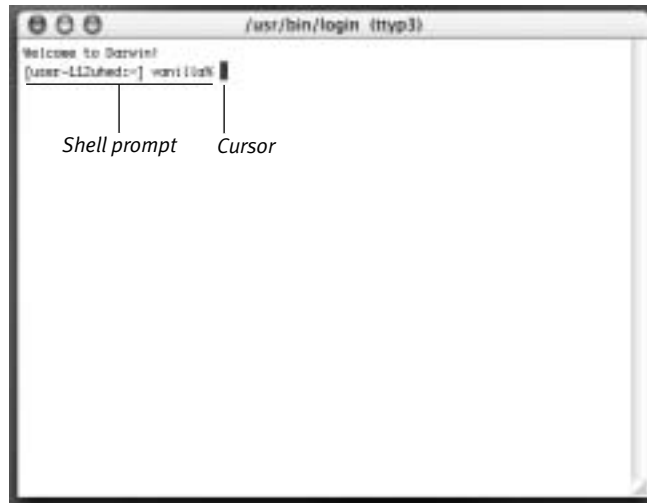 /usr/bin/login (ttyp3)
Welcome to Darwin!
[user-112uhed:~] vanilla%
Shell prompt
Cursor